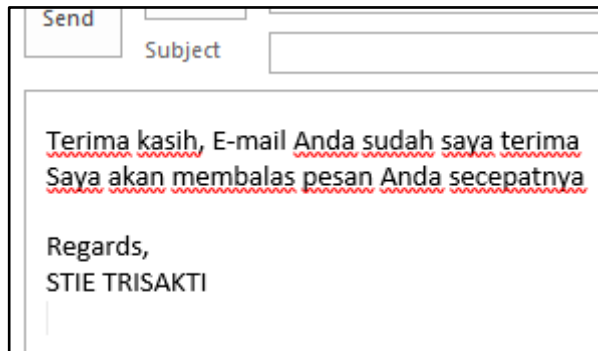 Send
Subject
Terima kasih, E-mail Anda sudah saya terima
Saya akan membalas pesan Anda secepatnya
Regards,
STIE TRISAKTI